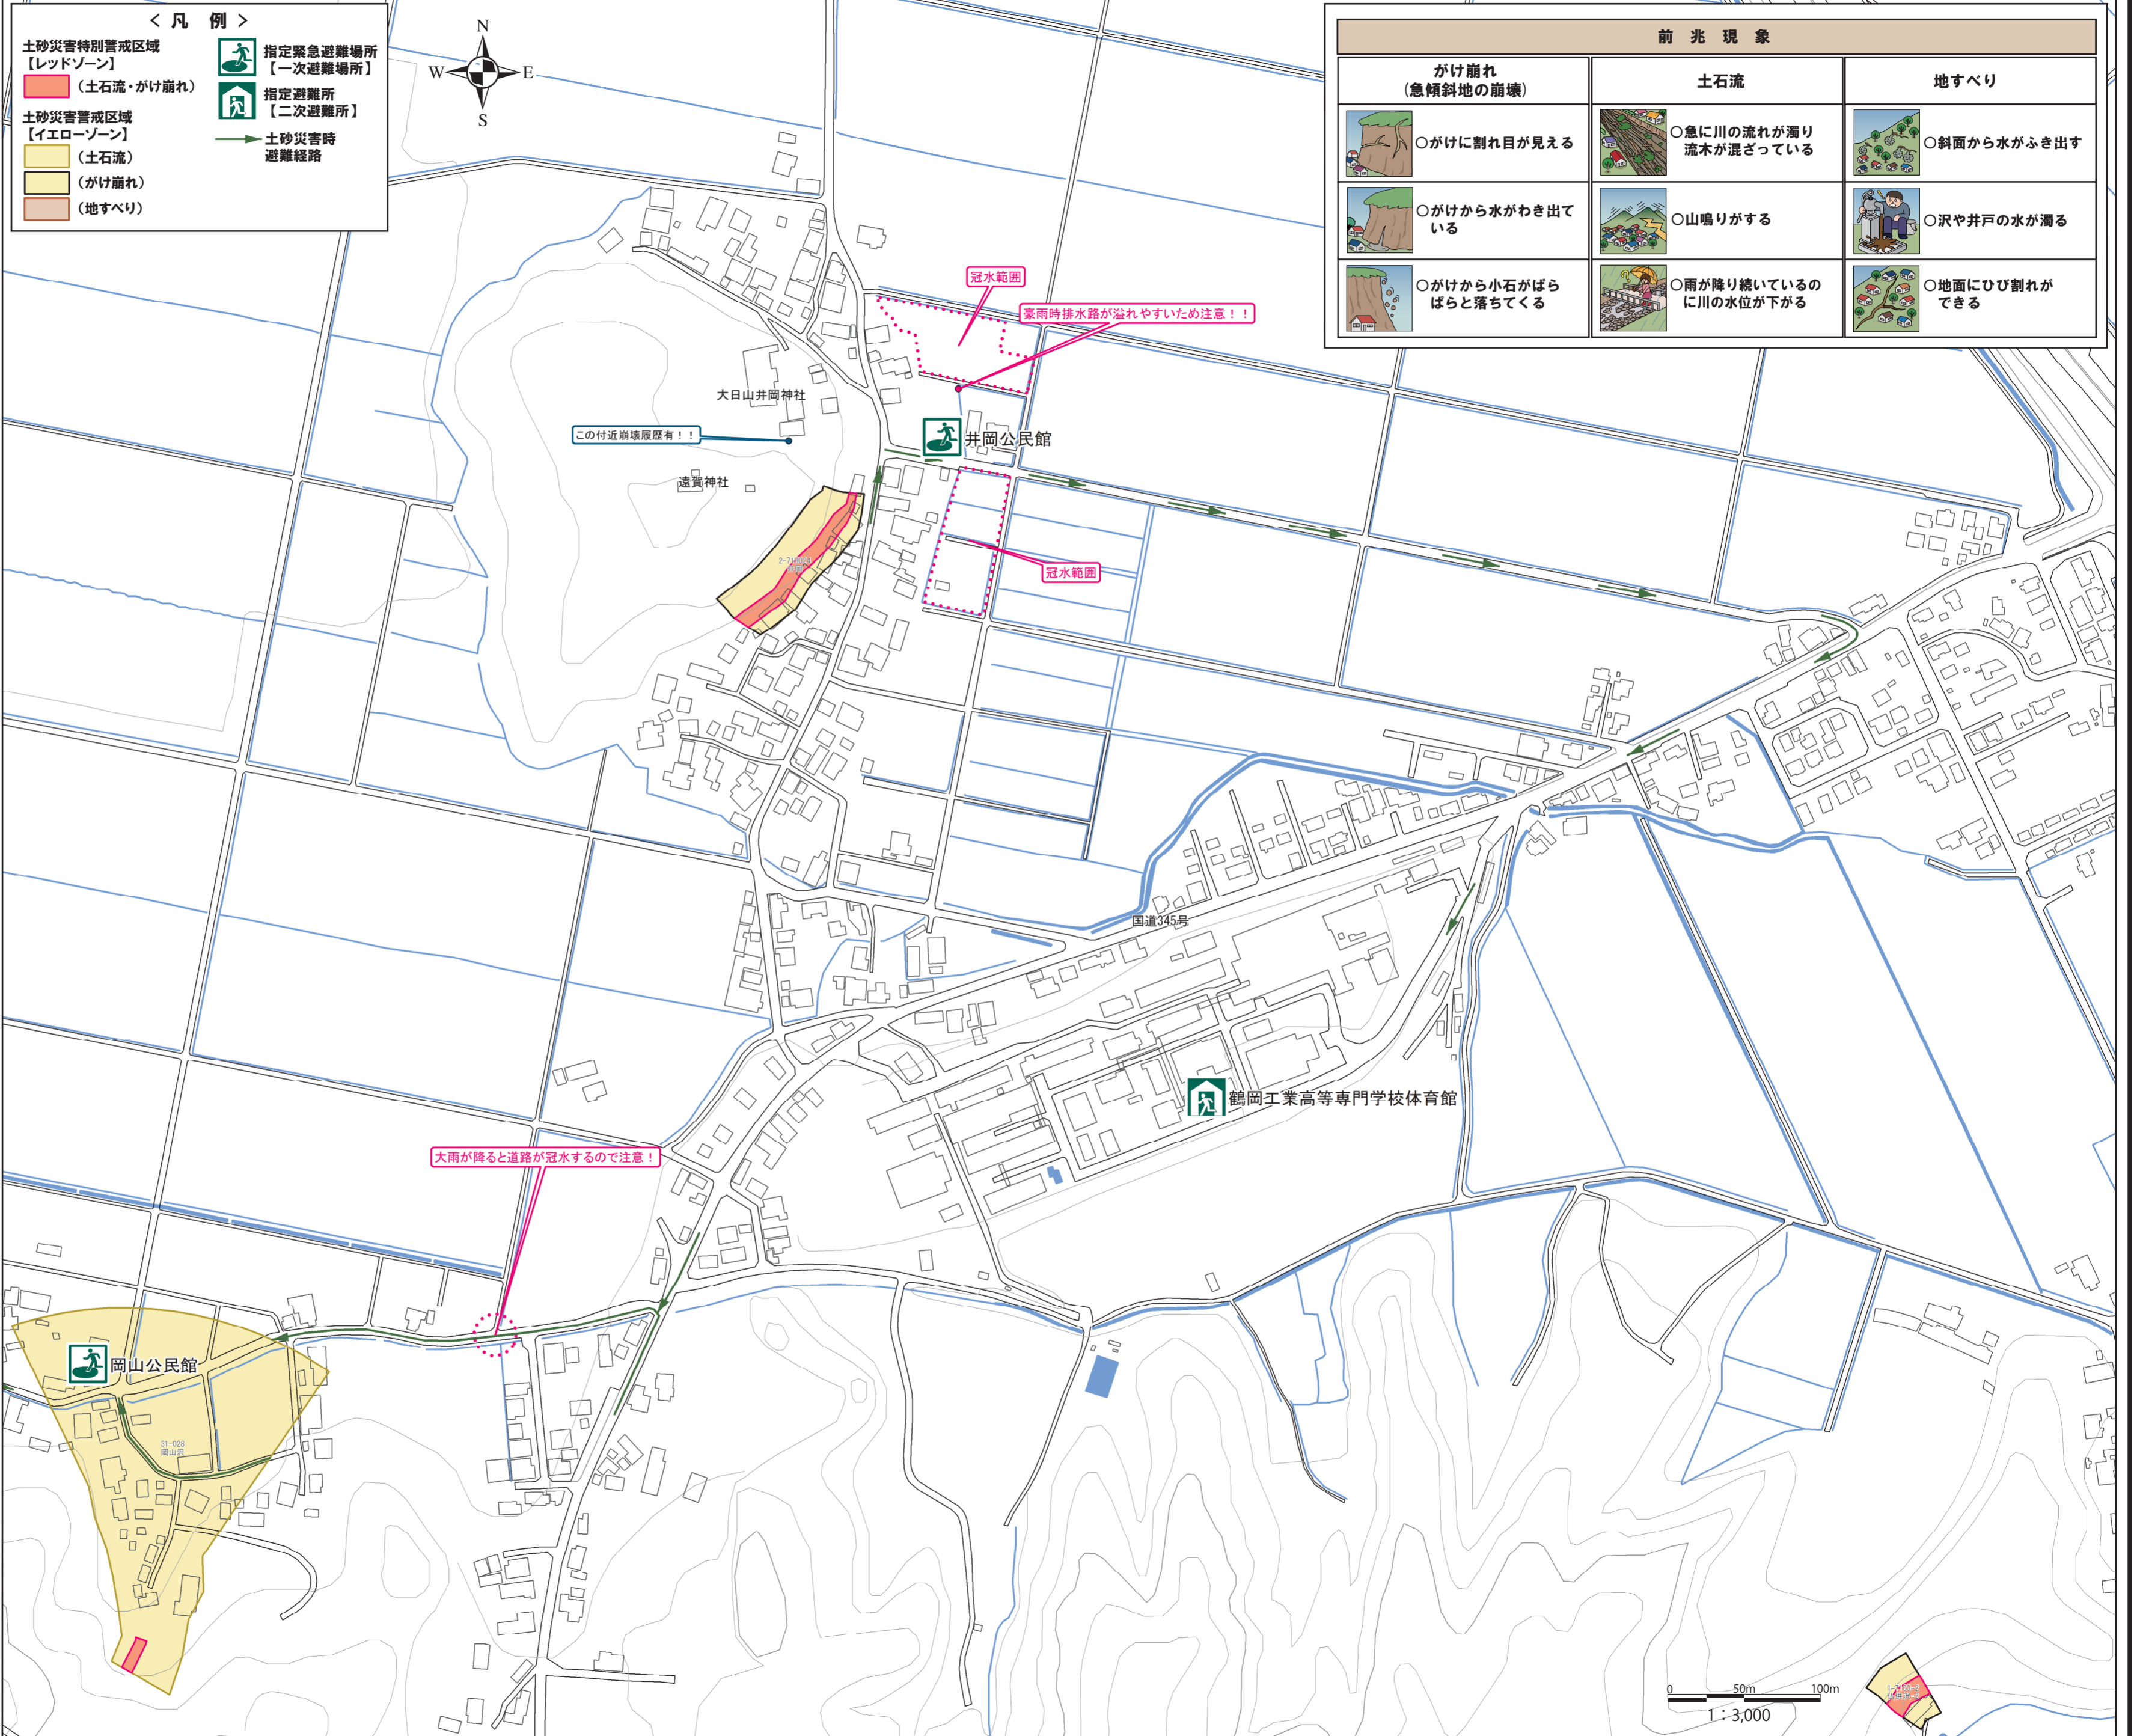 ＜凡　例＞
土砂災害特別警戒区域
【レッドゾーン】
（土石流・がけ崩れ）
土砂災害警戒区域
【イエローゾーン】
（土石流）
（がけ崩れ）
（地すべり）
指定緊急避難場所
【一次避難場所】
指定避難所
【二次避難所】
土砂災害時
避難経路
N
W
E
S
前　兆　現　象
がけ崩れ
（急傾斜地の崩壊）
土石流
地すべり
○がけに割れ目が見える
○急に川の流れが濁り
流木が混ざっている
○斜面から水がふき出す
○がけから水がわき出て
いる
○山鳴りがする
○沢や井戸の水が濁る
○がけから小石がぱら
ぱらと落ちてくる
○雨が降り続いているの
に川の水位が下がる
○地面にひび割れが
できる
冠水範囲
豪雨時排水路が溢れやすいため注意！！
大日山井岡神社
この付近崩壊履歴有！！
井岡公民館
遠賀神社
冠水範囲
国道345号
鶴岡工業高等専門学校体育館
大雨が降ると道路が冠水するので注意！
岡山公民館
31-028
岡山沢
0
50m
100m
1：3,000